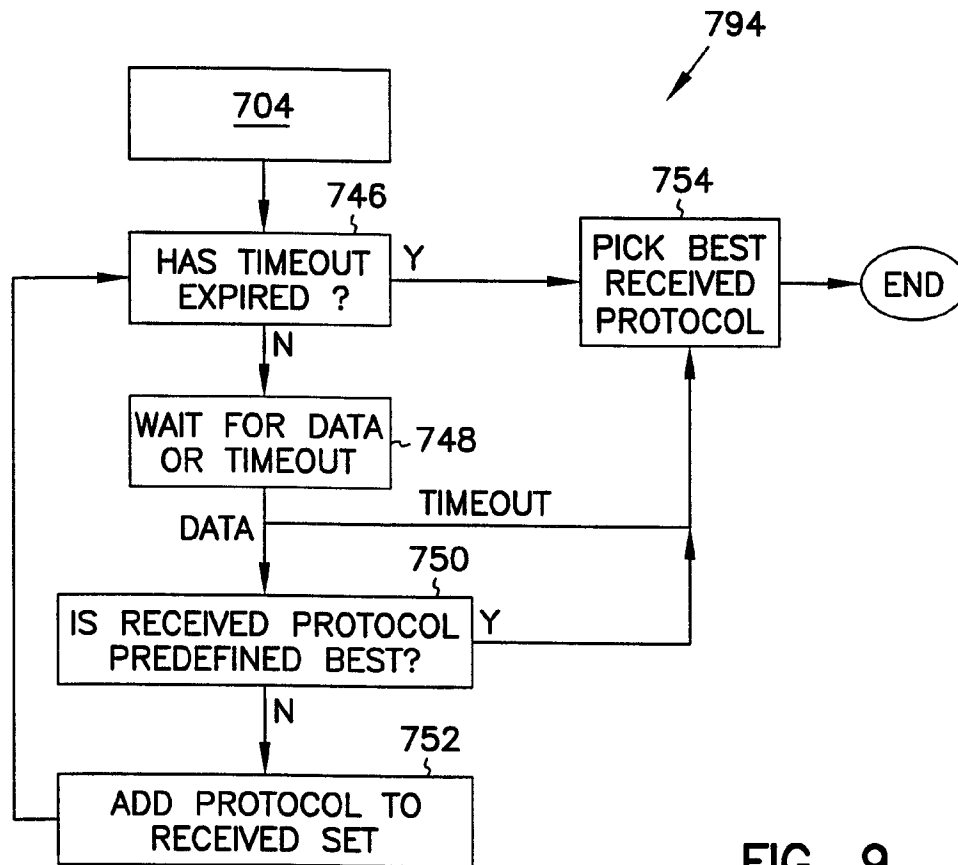 794
704
746
HAS TIMEOUT
EXPIRED ?
Y
N
754
PICK BEST
RECEIVED
PROTOCOL
END
WAIT FOR DATA
OR TIMEOUT
748
TIMEOUT
DATA
750
IS RECEIVED PROTOCOL
PREDEFINED BEST?
Y
N
752
ADD PROTOCOL TO
RECEIVED SET
FIG. 9